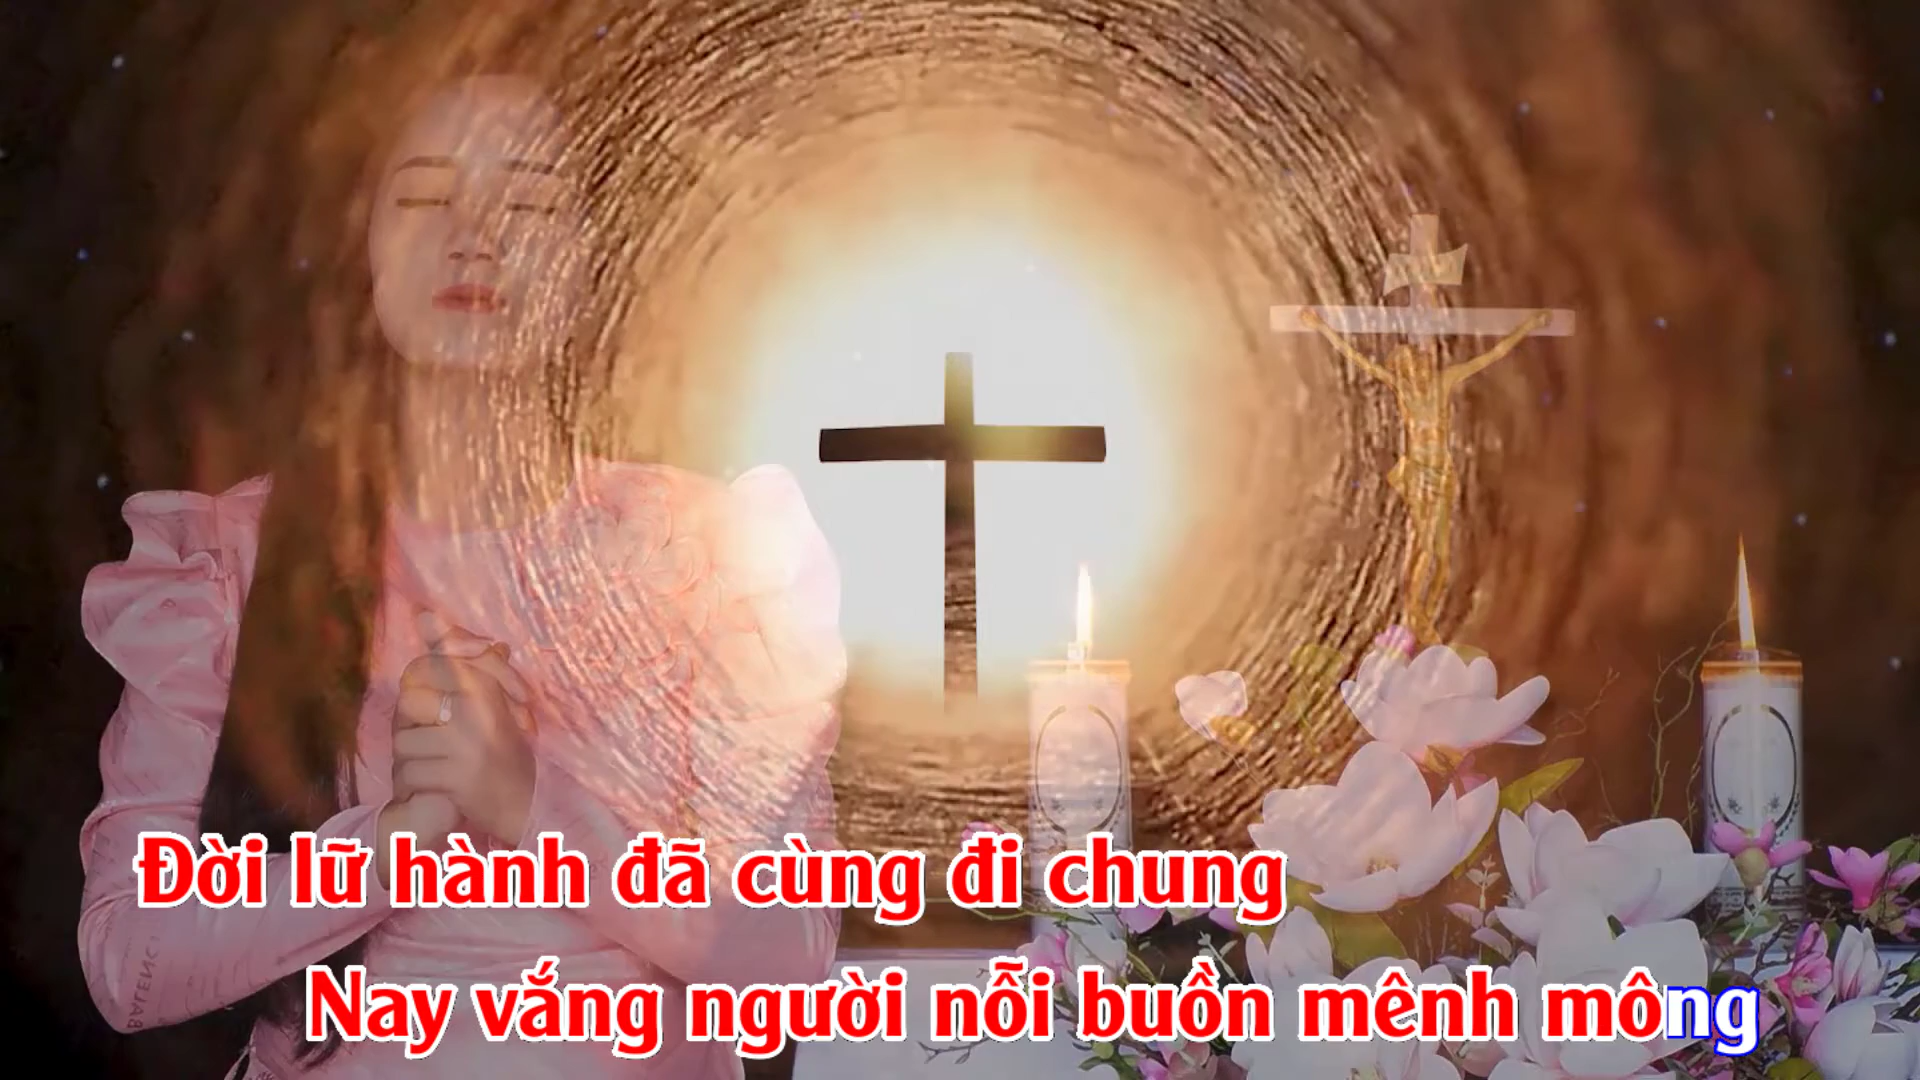 Đời lữ hành đã cùng đi chung
Nay vắng người nỗi buồn mênh mông